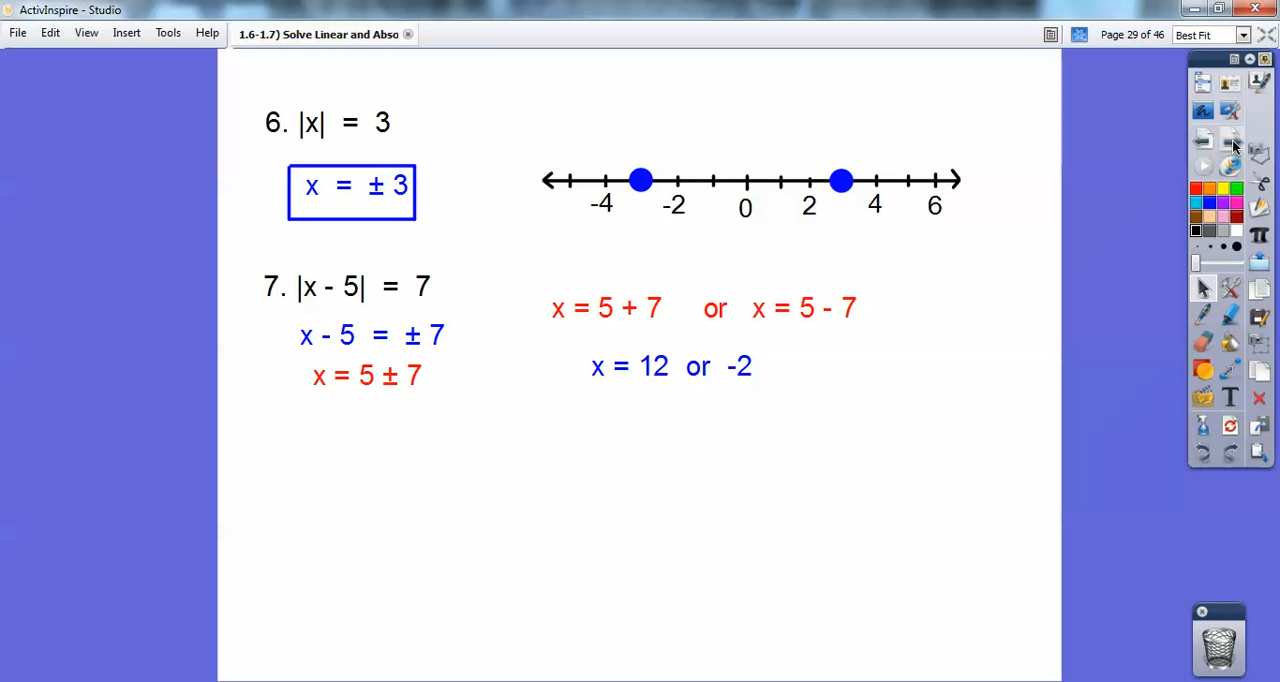 ActivInspire - Studio
File Edit View Insert Tools Help
1.6-1.7) Solve Linear and Abso
Page 29 of 46
Best Fit
6. |x| = 3
x = ± 3
-4 -2 0 2 4 6
7. |x - 5| = 7
x - 5 = ± 7
x = 5 ± 7
x = 5 + 7 or x = 5 - 7
x = 12 or -2